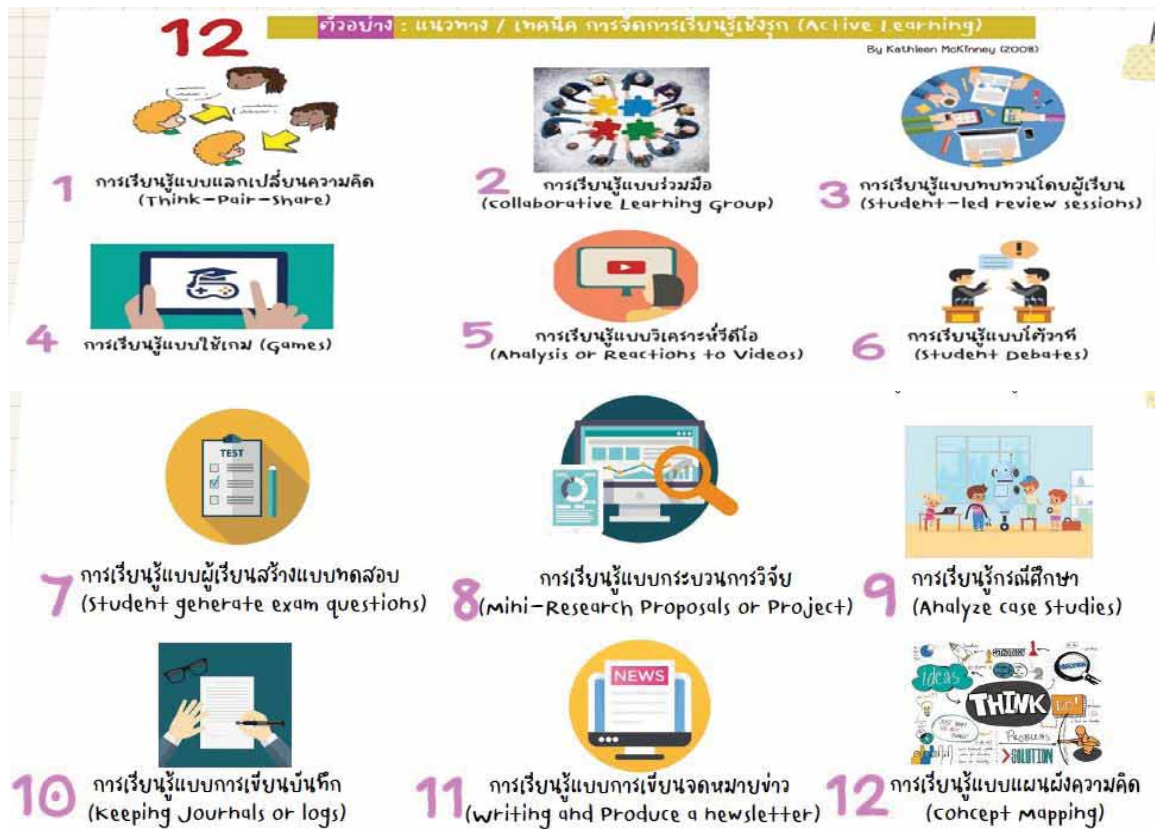 12
ตัวอย่าง : แนวทาง / เทคนิค การจัดการเรียนรู้เชิงรุก (Active Learning)
By Kathleen McKinney (2008)
1 การเรียนรู้แบบแลกเปลี่ยนความคิด
(Think-Pair-Share)
2 การเรียนรู้แบบร่วมมือ
(Collaborative Learning Group)
3 การเรียนรู้แบบทบทวนโดยผู้เรียน
(Student-led review sessions)
4 การเรียนรู้แบบใช้เกม (Games)
5 การเรียนรู้แบบวิเคราะห์วีดีโอ
(Analysis or Reactions to Videos)
6 การเรียนรู้แบบโต้วาที
(Student Debates)
TEST
7 การเรียนรู้แบบผู้เรียนสร้างแบบทดสอบ
(Student generate exam questions)
8 การเรียนรู้แบบกระบวนการวิจัย
(Mini-Research Proposals or Project)
9 การเรียนรู้กรณีศึกษา
(Analyze case studies)
10 การเรียนรู้แบบการเขียนบันทึก
(Keeping Journals or logs)
NEWS
11 การเรียนรู้แบบการเขียนจดหมายข่าว
(Writing and Produce a newsletter)
Ideas
THINK
PROBLEMS
SOLUTION
12 การเรียนรู้แบบแผนผังความคิด
(Concept Mapping)